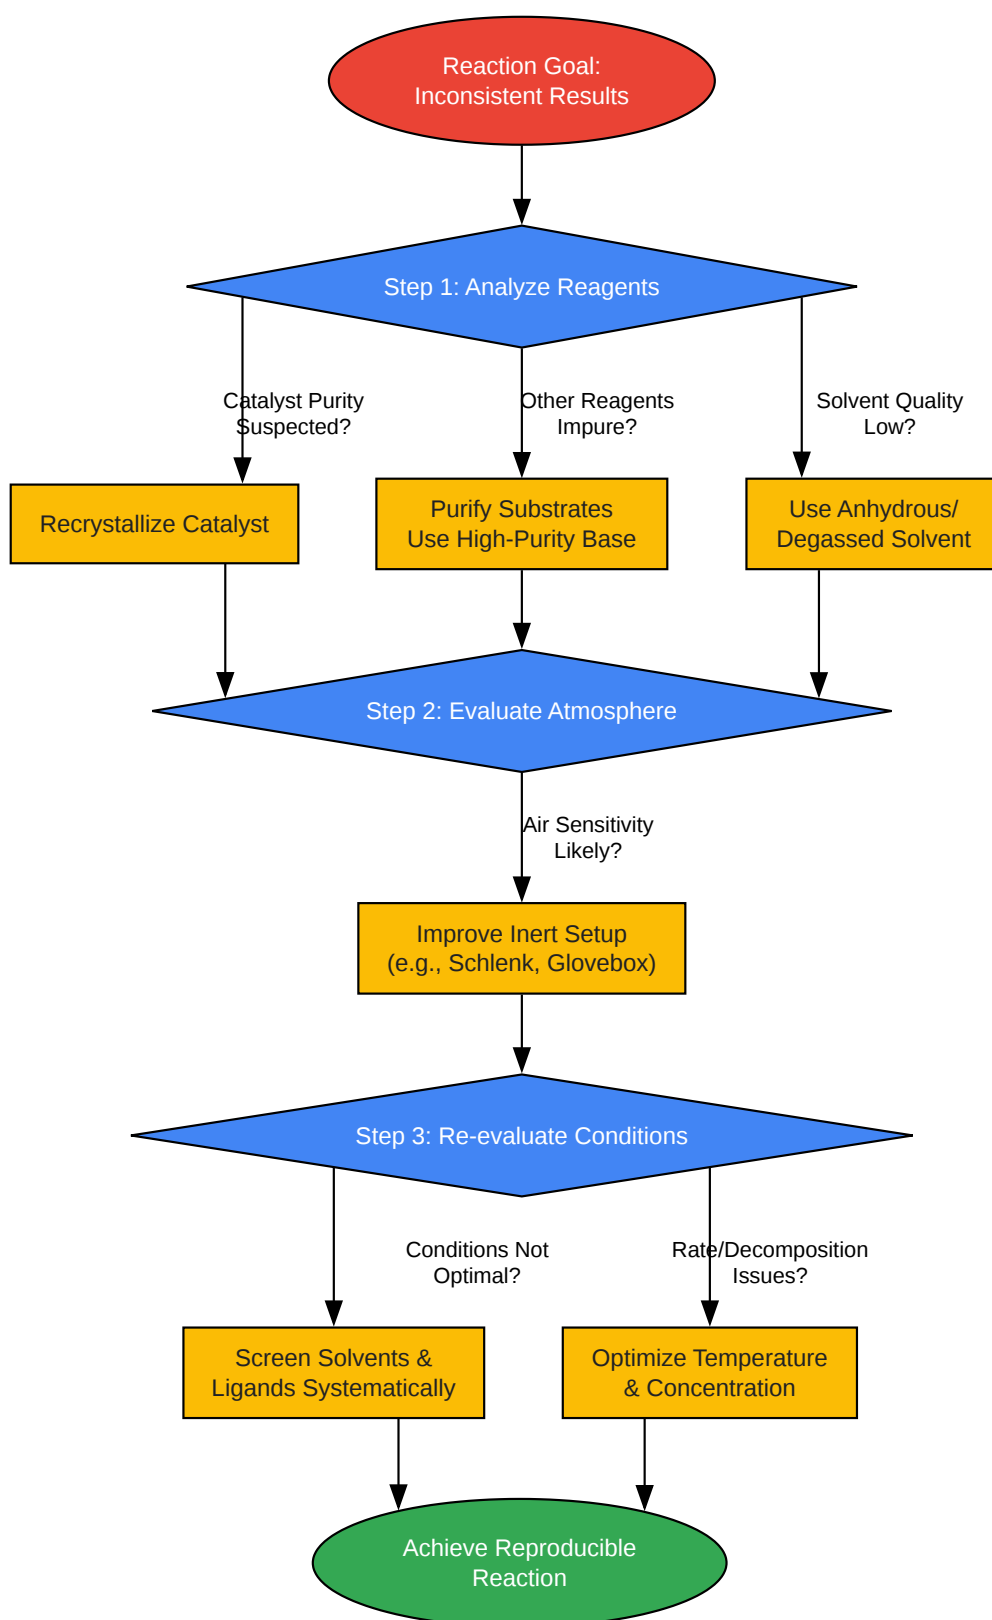 Reaction Goal:
Inconsistent Results
Step 1: Analyze Reagents
Catalyst Purity
Suspected?
Other Reagents
Impure?
Solvent Quality
Low?
Recrystallize Catalyst
Purify Substrates
Use High-Purity Base
Use Anhydrous/
Degassed Solvent
Step 2: Evaluate Atmosphere
Air Sensitivity
Likely?
Improve Inert Setup
(e.g., Schlenk, Glovebox)
Step 3: Re-evaluate Conditions
Conditions Not
Optimal?
Rate/Decomposition
Issues?
Screen Solvents &
Ligands Systematically
Optimize Temperature
& Concentration
Achieve Reproducible
Reaction